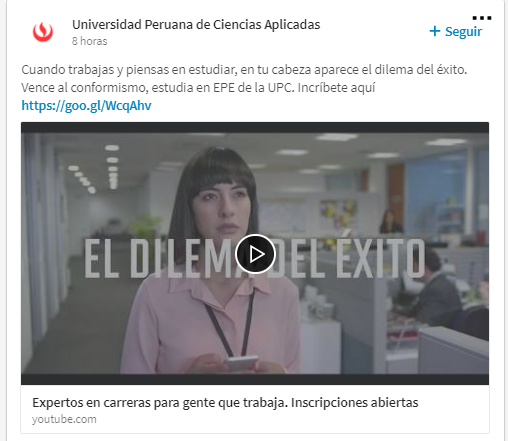 Universidad Peruana de Ciencias Aplicadas
8 horas
+ Seguir
Cuando trabajas y piensas en estudiar, en tu cabeza aparece el dilema del éxito.
Vence al conformismo, estudia en EPE de la UPC. Incríbete aquí
https://goo.gl/WcqAhv
EL DILEMA DEL ÉXITO
Expertos en carreras para gente que trabaja. Inscripciones abiertas
youtube.com